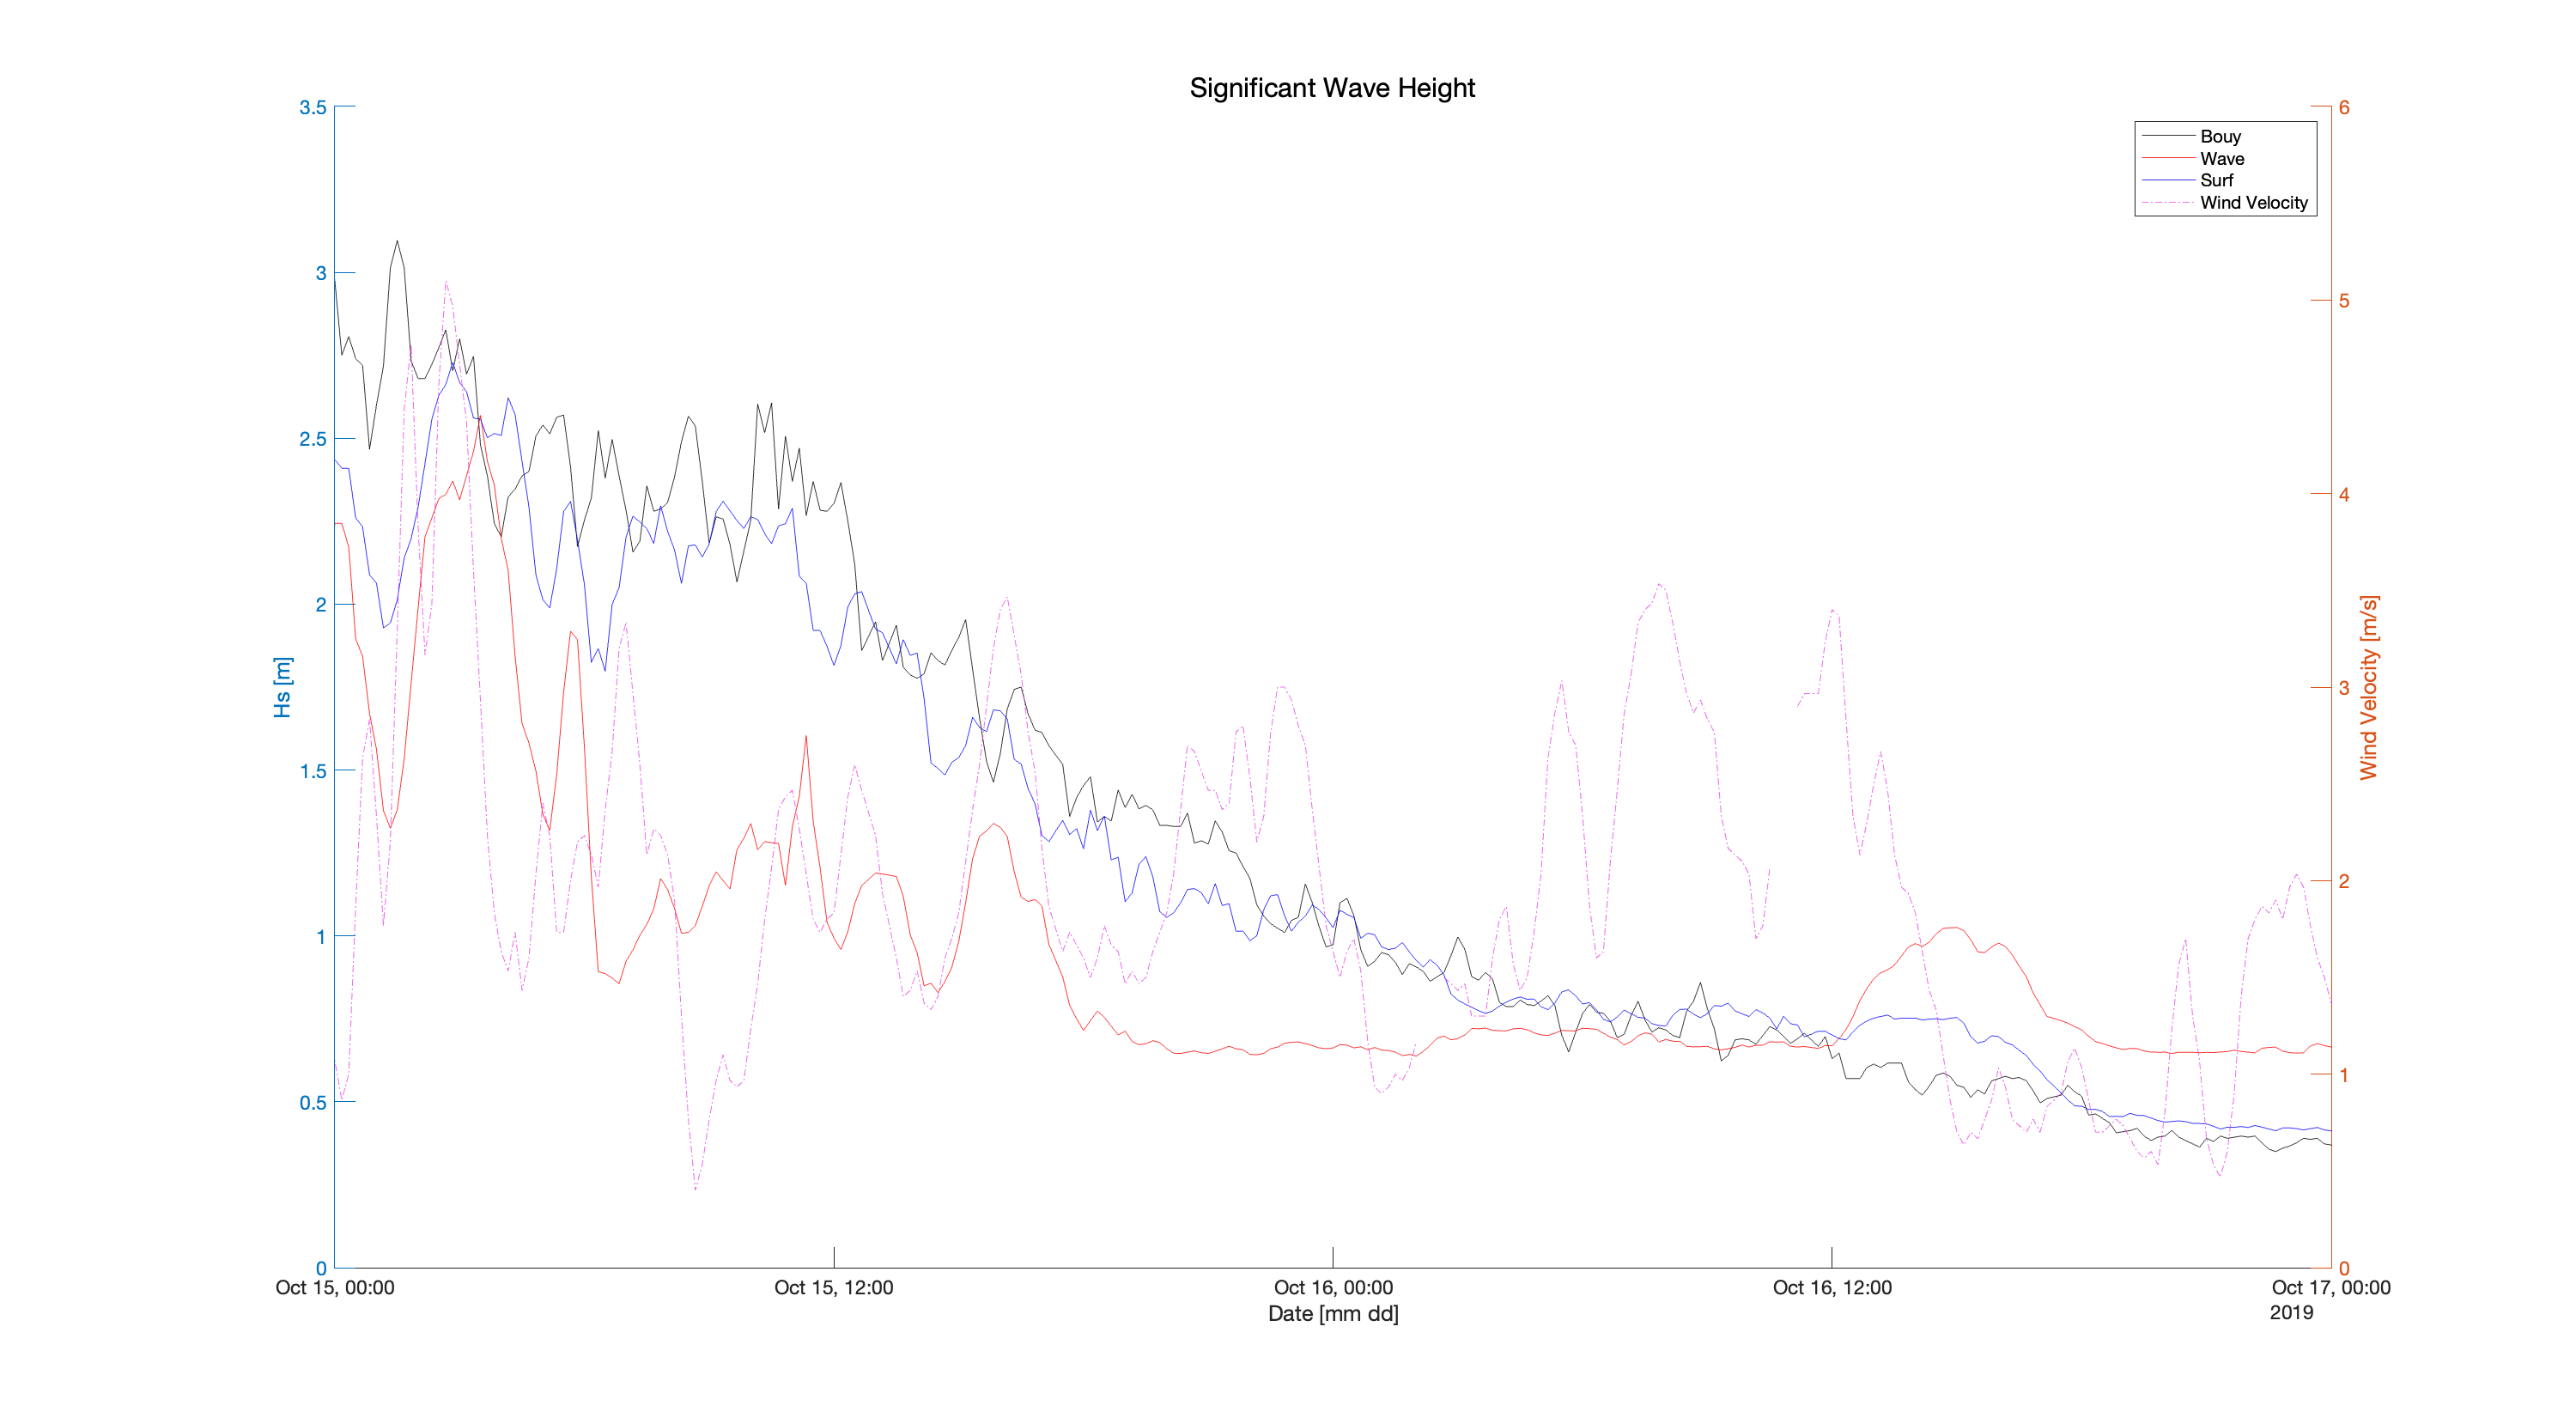 Significant Wave Height
3.5
3
2.5
2
1.5
1
0.5
0
Hs [m]
6
5
4
3
2
1
0
Wind Velocity [m/s]
Bouy
Wave
Surf
Wind Velocity
Oct 15, 00:00
Oct 15, 12:00
Oct 16, 00:00
Oct 16, 12:00
Oct 17, 00:00
Date [mm dd]
2019